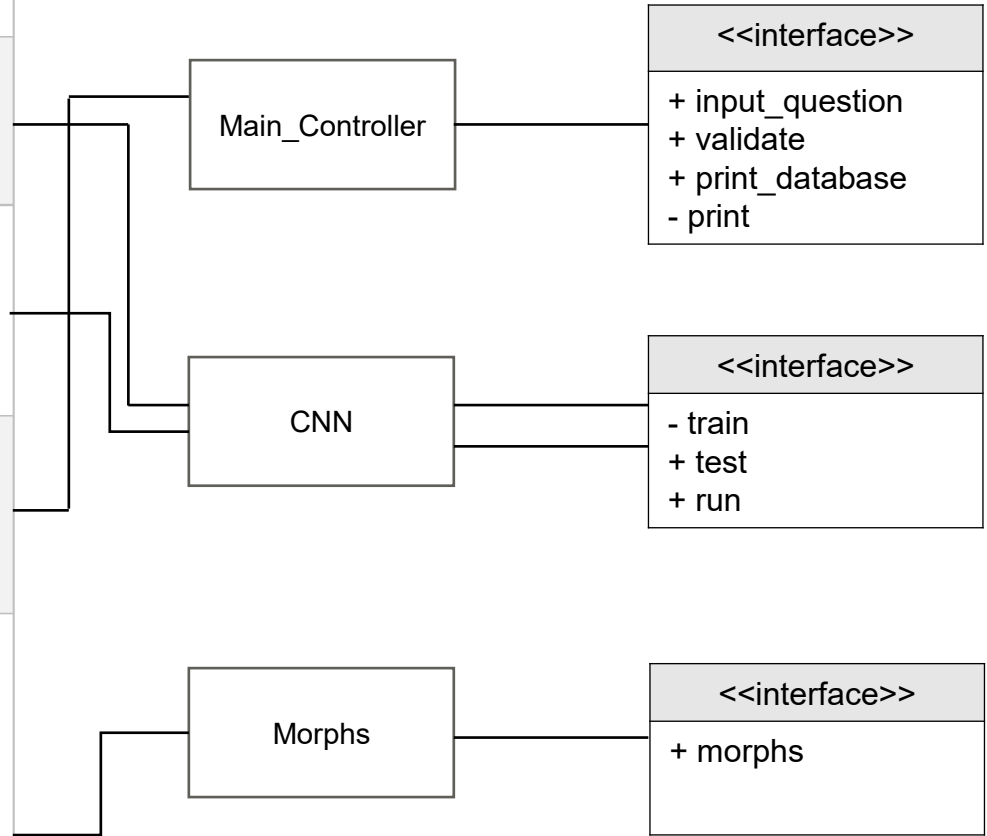 <<interface>>
Main_Controller
+ input_question
+ validate
+ print_database
- print
<<interface>>
CNN
- train
+ test
+ run
<<interface>>
Morphs
+ morphs